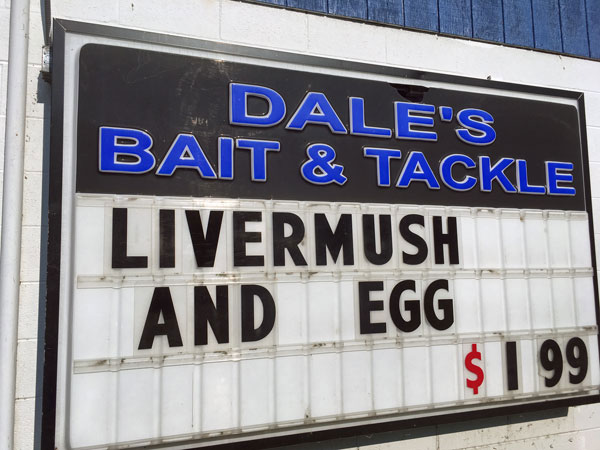 DALE'S
BAIT & TACKLE
LIVERMUSH
AND EGG
$1 99